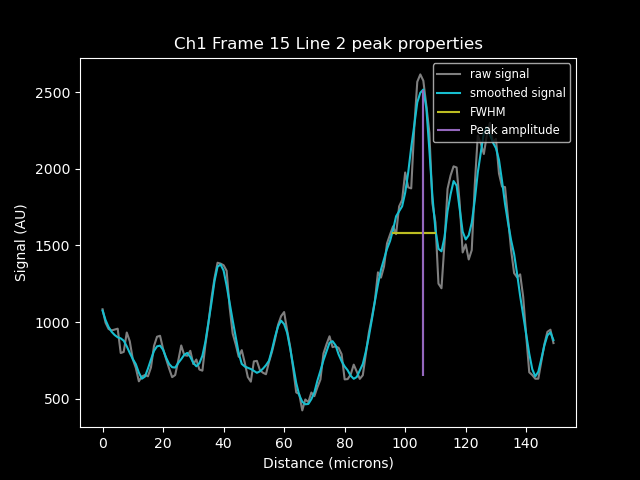 Ch1 Frame 15 Line 2 peak properties
raw signal
smoothed signal
FWHM
Peak amplitude
Signal (AU)
2500
2000
1500
1000
500
0 20 40 60 80 100 120 140
Distance (microns)